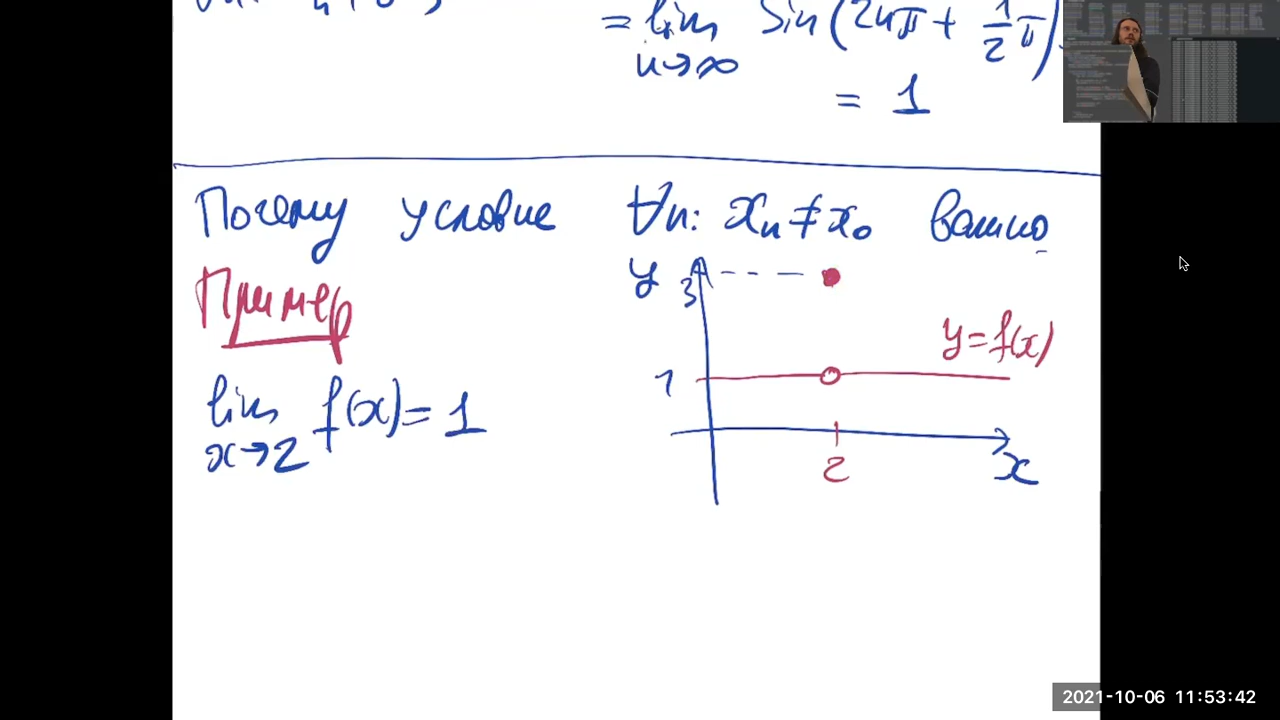 = lim sin(2nπ + 1/2 π)
n→∞
= 1
Почему условие ∀n: xₙ ≠ x₀ важно
Пример
y
3
y=f(x)
1
lim f(x) = 1
x→2
2
x
2021-10-06 11:53:42